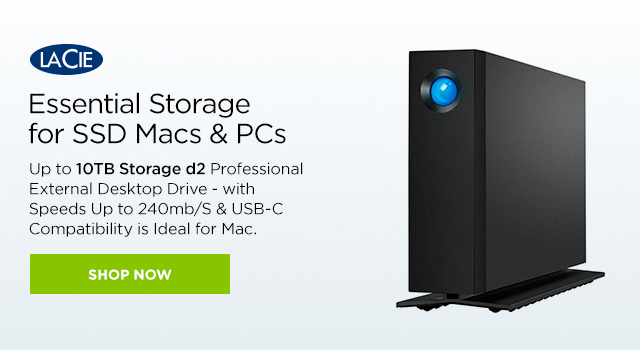 LACIE
Essential Storage
for SSD Macs & PCs
Up to 10TB Storage d2 Professional
External Desktop Drive - with
Speeds Up to 240mb/S & USB-C
Compatibility is Ideal for Mac.
SHOP NOW